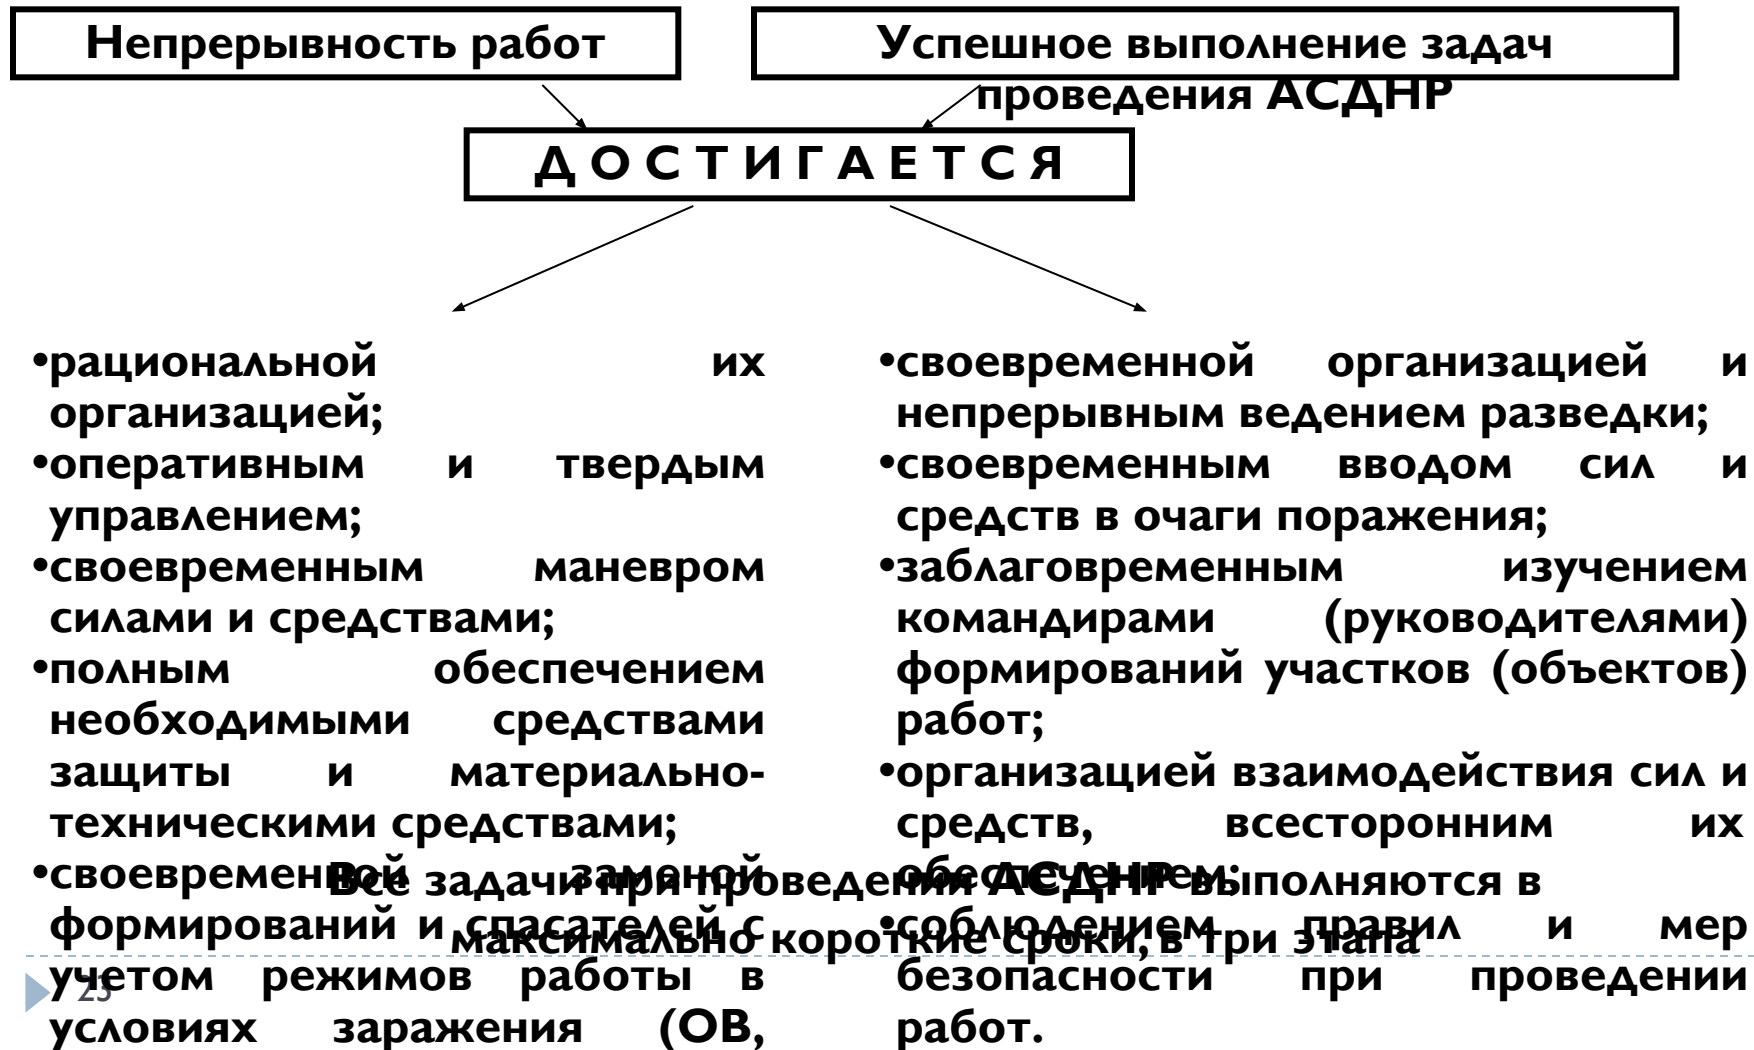 Непрерывность работ
Успешное выполнение задач
проведения АСДНР
ДОСТИГАЕТСЯ
•рациональной их
организацией;
•оперативным и твердым
управлением;
•своевременным маневром
силами и средствами;
•полным обеспечением
необходимыми средствами
защиты и материально-
техническими средствами;
•своевременной заменой
формирований и спасателей с
учетом режимов работы в
условиях заражения (ОВ,
•своевременной организацией и
непрерывным ведением разведки;
•своевременным вводом сил и
средств в очаги поражения;
•заблаговременным изучением
командирами (руководителями)
формирований участков (объектов)
работ;
•организацией взаимодействия сил и
средств, всесторонним их
обеспечением;
•соблюдением правил и мер
безопасности при проведении
работ.
Все задачи при проведении АСДНР выполняются в
максимально короткие сроки, в три этапа
23